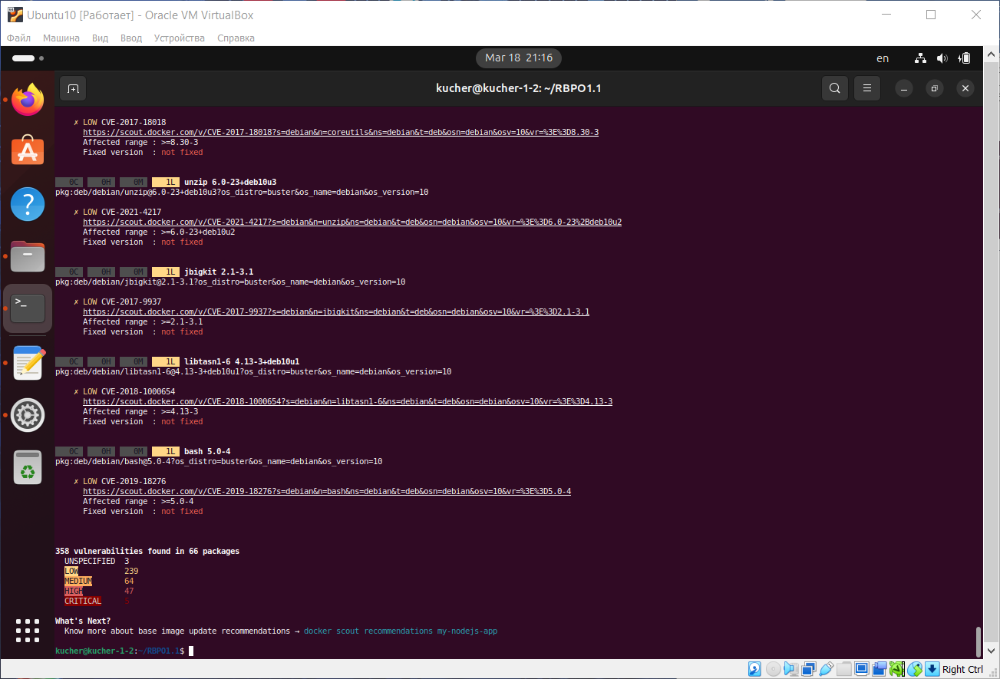 Ubuntu10 [Работает] - Oracle VM VirtualBox
Файл Машина Вид Ввод Устройства Справка
Mar 18 21:16
en
kucher@kucher-1-2: ~/RBPO1.1
✗ LOW CVE-2017-18018
https://scout.docker.com/v/CVE-2017-18018?s=debian&n=coreutils&ns=debian&t=deb&osn=debian&osv=10&vr=%3E%3D8.30-3
Affected range : >=8.30-3
Fixed version : not fixed
0C 0H 0M 1L unzip 6.0-23+deb10u3
pkg:deb/debian/unzip@6.0-23+deb10u3?os_distro=buster&os_name=debian&os_version=10
✗ LOW CVE-2021-4217
https://scout.docker.com/v/CVE-2021-4217?s=debian&n=unzip&ns=debian&t=deb&osn=debian&osv=10&vr=%3E%3D6.0-23%2Bdeb10u2
Affected range : >=6.0-23+deb10u2
Fixed version : not fixed
0C 0H 0M 1L jbigkit 2.1-3.1
pkg:deb/debian/jbigkit@2.1-3.1?os_distro=buster&os_name=debian&os_version=10
✗ LOW CVE-2017-9937
https://scout.docker.com/v/CVE-2017-9937?s=debian&n=jbigkit&ns=debian&t=deb&osn=debian&osv=10&vr=%3E%3D2.1-3.1
Affected range : >=2.1-3.1
Fixed version : not fixed
0C 0H 0M 1L libtasn1-6 4.13-3+deb10u1
pkg:deb/debian/libtasn1-6@4.13-3+deb10u1?os_distro=buster&os_name=debian&os_version=10
✗ LOW CVE-2018-1000654
https://scout.docker.com/v/CVE-2018-1000654?s=debian&n=libtasn1-6&ns=debian&t=deb&osn=debian&osv=10&vr=%3E%3D4.13-3
Affected range : >=4.13-3
Fixed version : not fixed
0C 0H 0M 1L bash 5.0-4
pkg:deb/debian/bash@5.0-4?os_distro=buster&os_name=debian&os_version=10
✗ LOW CVE-2019-18276
https://scout.docker.com/v/CVE-2019-18276?s=debian&n=bash&ns=debian&t=deb&osn=debian&osv=10&vr=%3E%3D5.0-4
Affected range : >=5.0-4
Fixed version : not fixed
358 vulnerabilities found in 66 packages
UNSPECIFIED 3
LOW 239
MEDIUM 64
HIGH 47
CRITICAL 5
What's Next?
Know more about base image update recommendations → docker scout recommendations my-nodejs-app
kucher@kucher-1-2:~/RBPO1.1$
Right Ctrl